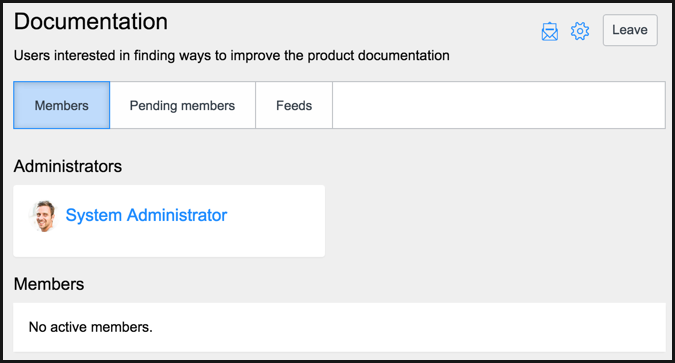 Documentation
Leave
Users interested in finding ways to improve the product documentation
Members
Pending members
Feeds
Administrators
System Administrator
Members
No active members.